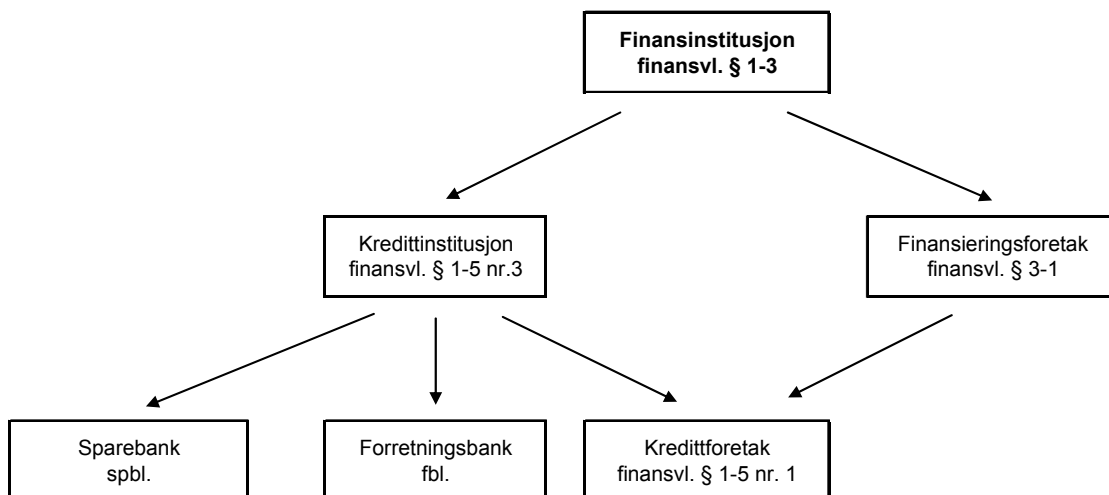 Finansinstitusjon
finansvl. § 1-3
Kredittinstitusjon
finansvl. § 1-5 nr.3
Finansieringsforetak
finansvl. § 3-1
Sparebank
spbl.
Forretningsbank
fbl.
Kredittforetak
finansvl. § 1-5 nr. 1